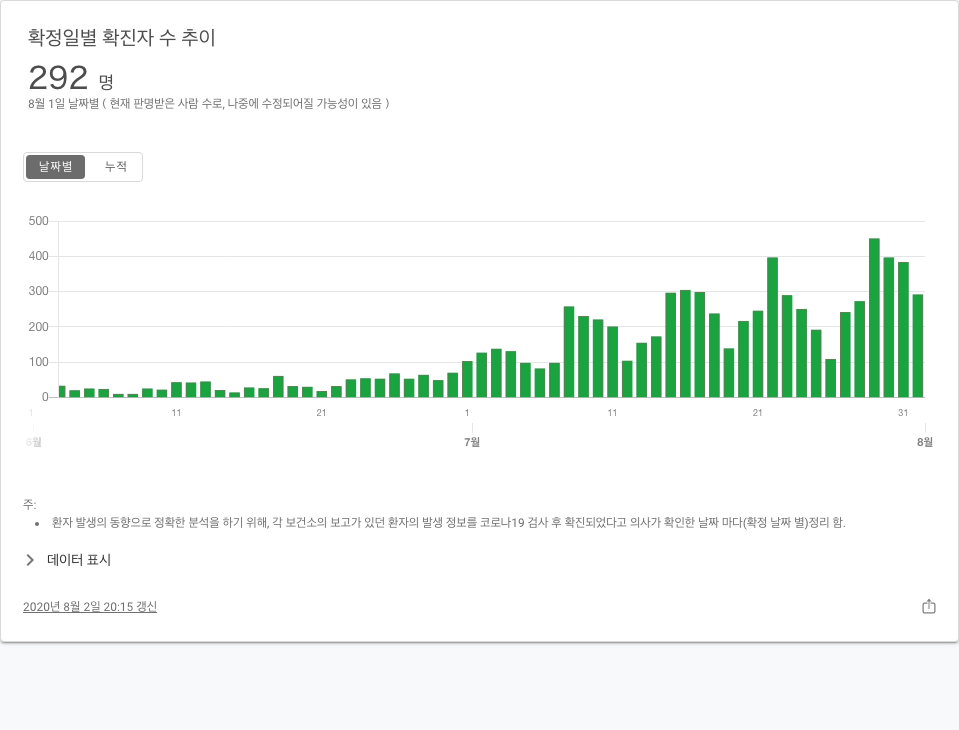 확정일별 확진자 수 추이
292 명
8월 1일 날짜별 ( 현재 판명받은 사람 수로, 나중에 수정되어질 가능성이 있음 )
날짜별 누적
500
400
300
200
100
0
1 11 21 1 11 21 31
6월 7월 8월
주:
• 환자 발생의 동향으로 정확한 분석을 하기 위해, 각 보건소의 보고가 있던 환자의 발생 정보를 코로나19 검사 후 확진되었다고 의사가 확인한 날짜 마다(확정 날짜 별)정리 함.
데이터 표시
2020년 8월 2일 20:15 갱신